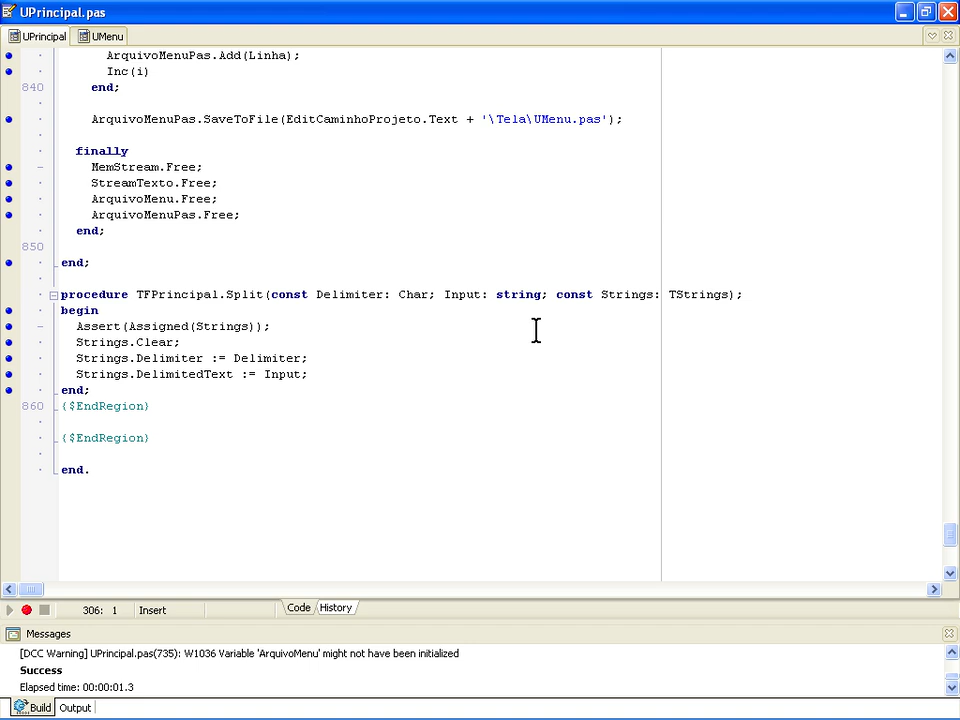 UPrincipal.pas
UPrincipal UMenu
ArquivoMenuPas.Add(Linha);
Inc(i)
840 end;
ArquivoMenuPas.SaveToFile(EditCaminhoProjeto.Text + '\Tela\UMenu.pas');
finally
MemStream.Free;
StreamTexto.Free;
ArquivoMenu.Free;
ArquivoMenuPas.Free;
end;
850
end;
procedure TFPrincipal.Split(const Delimiter: Char; Input: string; const Strings: TStrings);
begin
Assert(Assigned(Strings));
Strings.Clear;
Strings.Delimiter := Delimiter;
Strings.DelimitedText := Input;
end;
860 {$EndRegion}
{$EndRegion}
end.
306: 1 Insert Code History
Messages
[DCC Warning] UPrincipal.pas(735): W1036 Variable 'ArquivoMenu' might not have been initialized
Success
Elapsed time: 00:00:01.3
Build Output